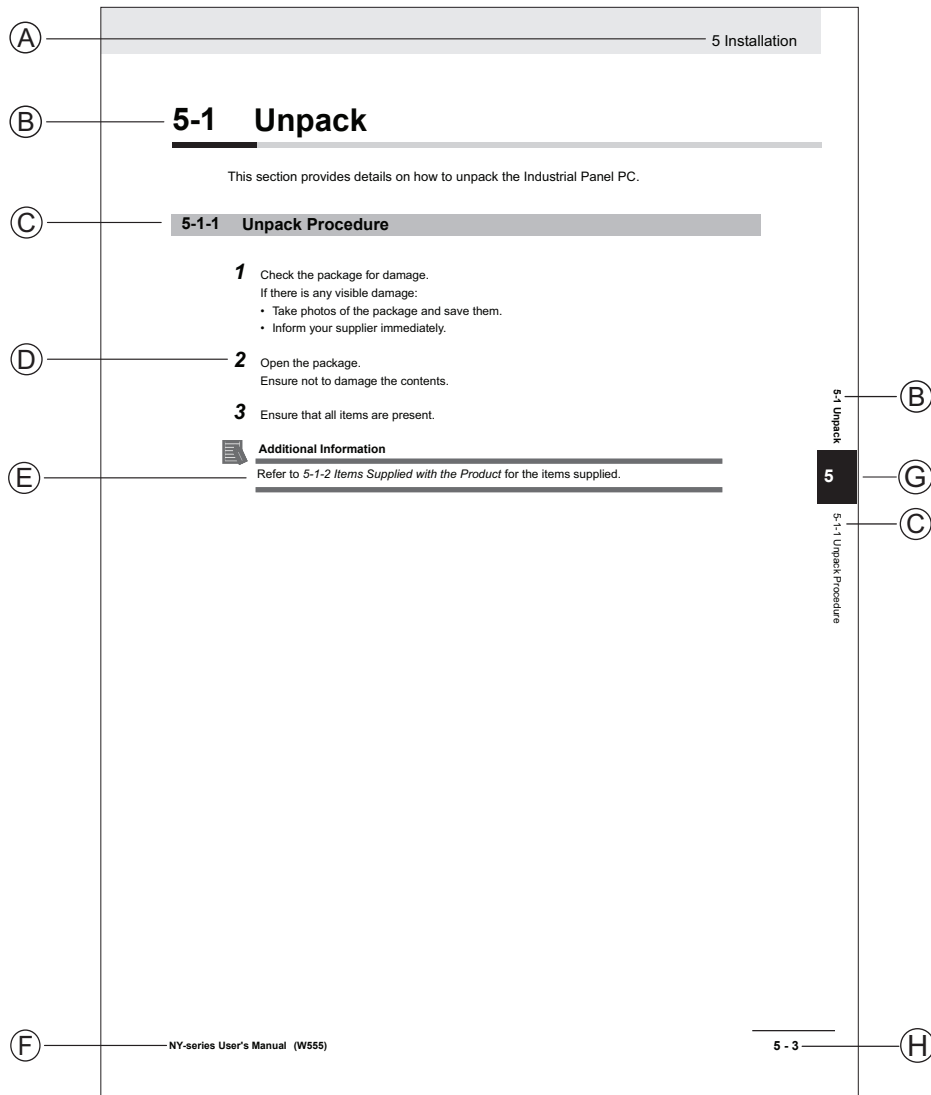 A
5 Installation
B
5-1 Unpack
This section provides details on how to unpack the Industrial Panel PC.
C
5-1-1 Unpack Procedure
1 Check the package for damage.
If there is any visible damage:
• Take photos of the package and save them.
• Inform your supplier immediately.
D
2 Open the package.
Ensure not to damage the contents.
3 Ensure that all items are present.
Additional Information
E
Refer to 5-1-2 Items Supplied with the Product for the items supplied.
5-1 Unpack
B
5
G
5-1-1 Unpack Procedure
C
F
NY-series User's Manual (W555)
5 - 3
H